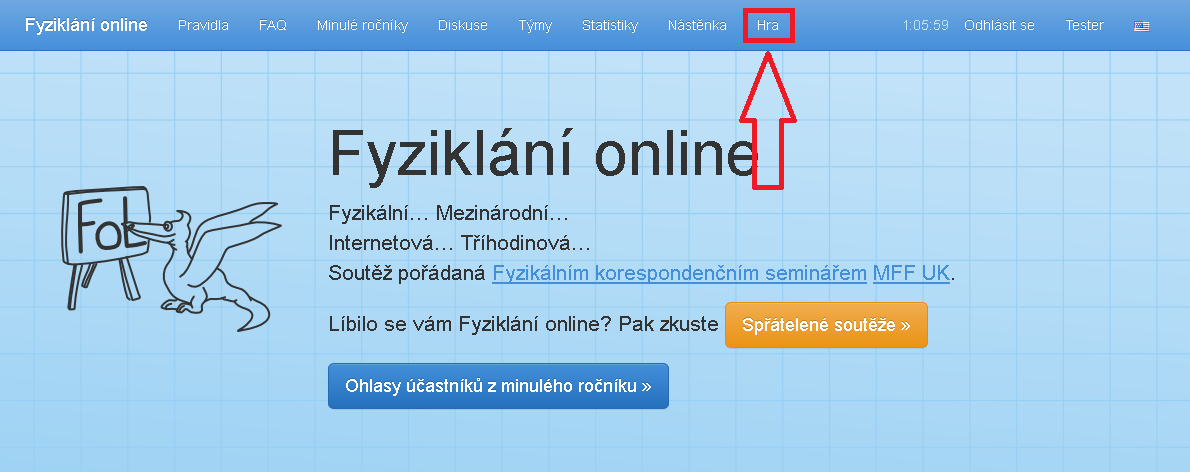 Fyziklání online Pravidla FAQ Minulé ročníky Diskuse Týmy Statistiky Nástěnka Hra 1:05:59 Odhlásit se Tester
Fyziklání online
FoL
Fyzikální… Mezinárodní…
Internetová… Tříhodinová…
Soutěž pořádaná Fyzikálním korespondenčním seminářem MFF UK.
Líbilo se vám Fyziklání online? Pak zkuste Spřátelené soutěže »
Ohlasy účastníků z minulého ročníku »